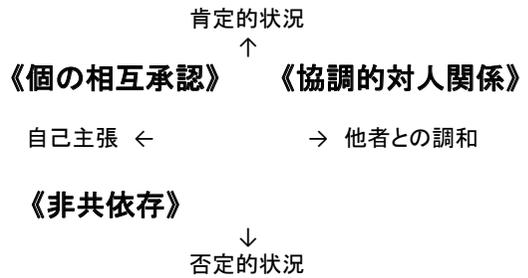 肯定的状況
↑
《個の相互承認》 《協調的対人関係》
自己主張 ← → 他者との調和
《非共依存》
↓
否定的状況